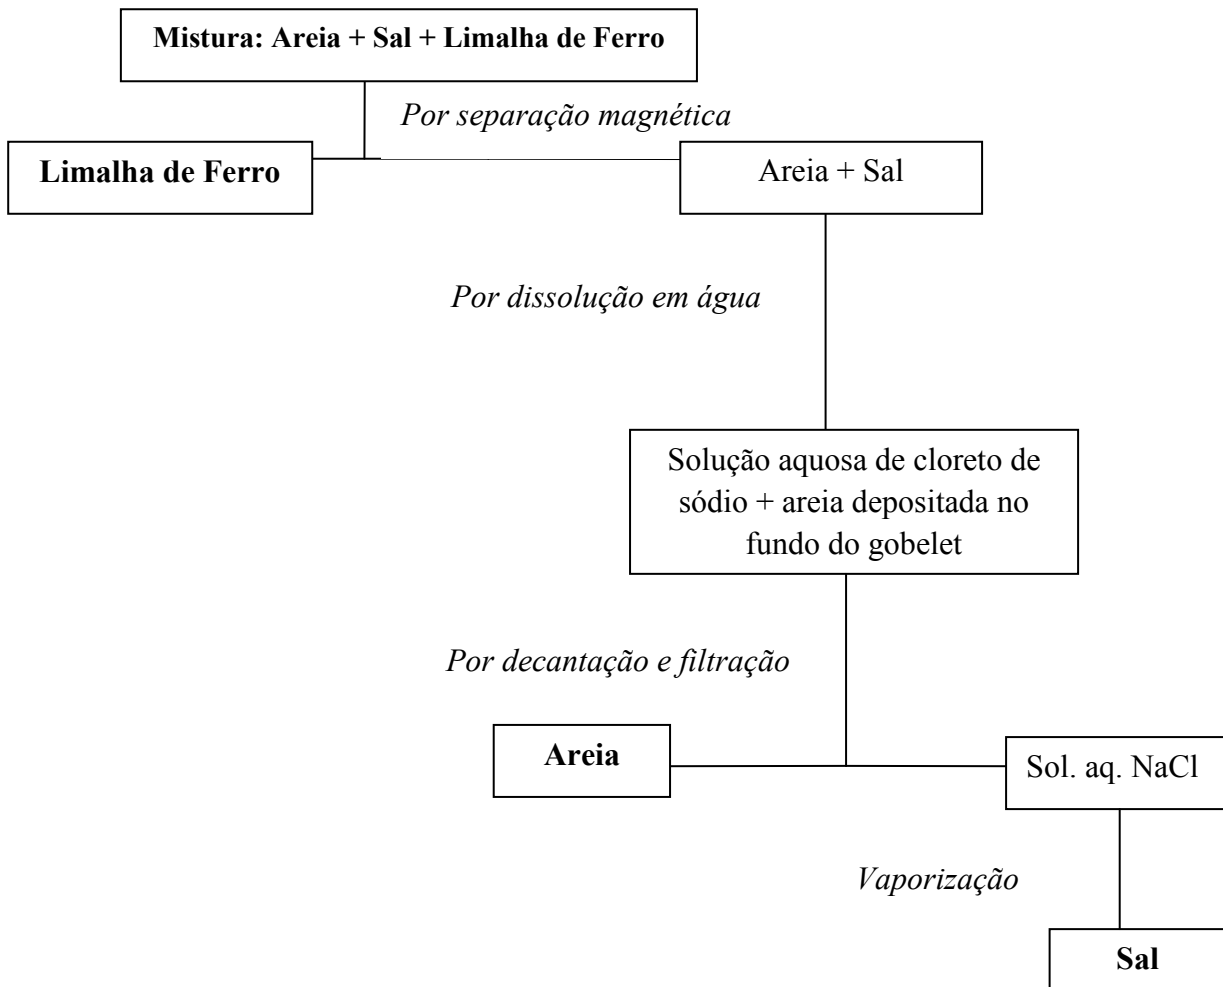 Mistura: Areia + Sal + Limalha de Ferro
Por separação magnética
Limalha de Ferro
Areia + Sal
Por dissolução em água
Solução aquosa de cloreto de
sódio + areia depositada no
fundo do gobelet
Por decantação e filtração
Areia
Sol. aq. NaCl
Vaporização
Sal